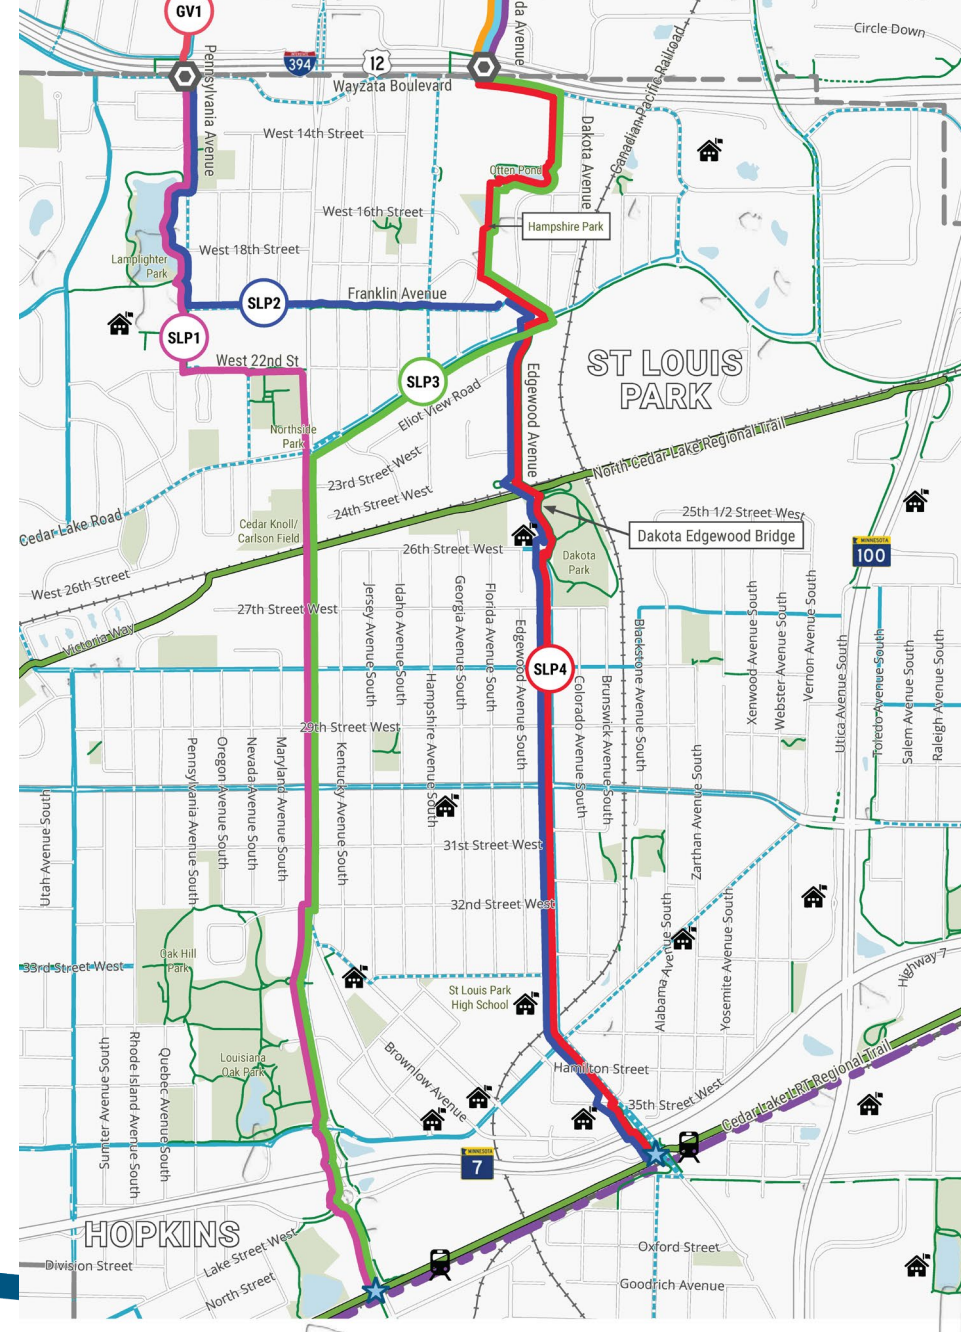 GV1
da Avenue
Circle Down
INTERSTATE
394
12
Wayzata Boulevard
Pennsylvania Avenue
Canadian Pacific Railroad
Dakota Avenue
West 14th Street
Otten Pond
West 16th Street
Hampshire Park
West 18th Street
Lamplighter
Park
SLP2
Franklin Avenue
SLP1
West 22nd St
ST LOUIS
PARK
SLP3
Eliot View Road
Edgewood Avenue
Northside
Park
North Cedar Lake Regional Trail
23rd Street West
24th Street West
Cedar Lake Road
Cedar Knoll/
Carlson Field
25th 1/2 Street West
Dakota Edgewood Bridge
26th Street West
Dakota
Park
MINNESOTA
100
West 26th Street
27th Street West
Victoria Way
Jersey Avenue South
Idaho Avenue South
Hampshire Avenue South
Georgia Avenue South
Florida Avenue South
Edgewood Avenue South
SLP4
Colorado Avenue South
Brunswick Avenue South
Blackstone Avenue South
Xenwood Avenue South
Webster Avenue South
Vernon Avenue South
Utica Avenue South
Toledo Avenue South
Salem Avenue South
Raleigh Avenue South
29th Street West
Utah Avenue South
Pennsylvania Avenue South
Oregon Avenue South
Nevada Avenue South
Maryland Avenue South
Kentucky Avenue South
Zarthan Avenue South
31st Street West
32nd Street West
Alabama Avenue South
Yosemite Avenue South
Oak Hill
Park
33rd Street West
St Louis Park
High School
Highway 7
Sumter Avenue South
Rhode Island Avenue South
Quebec Avenue South
Louisiana
Oak Park
Brownlow Avenue
Hamilton Street
35th Street West
Cedar Lake LRT Regional Trail
MINNESOTA
7
HOPKINS
Lake Street West
Division Street
North Street
Oxford Street
Goodrich Avenue